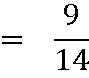 = 9/14